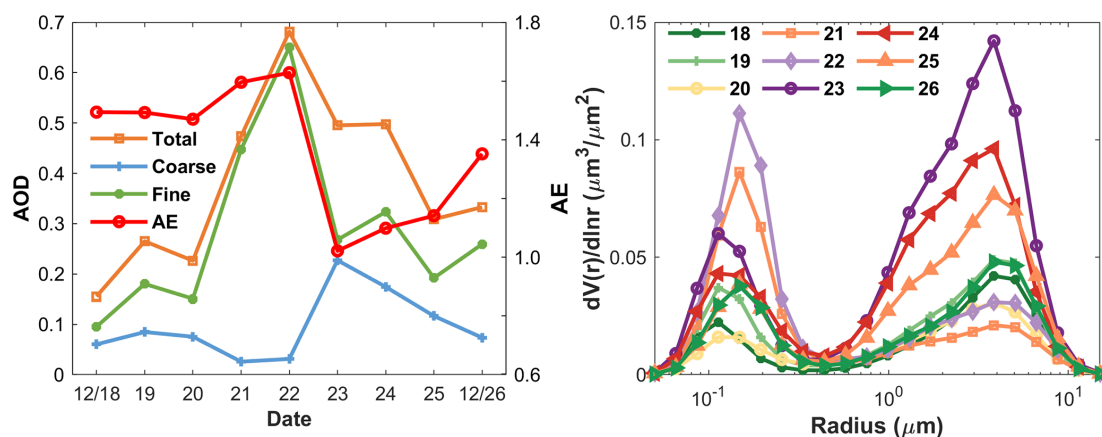 0.7
0.6
0.5
0.4
0.3
0.2
0.1
0
AOD
Total
Coarse
Fine
AE
1.8
1.4
1.0
0.6
AE
12/18 19 20 21 22 23 24 25 12/26
Date
0.15
0.1
0.05
0
dV(r)/dlnr (μm³/μm²)
18 21 24
19 22 25
20 23 26
10⁻¹ 10⁰ 10¹
Radius (μm)